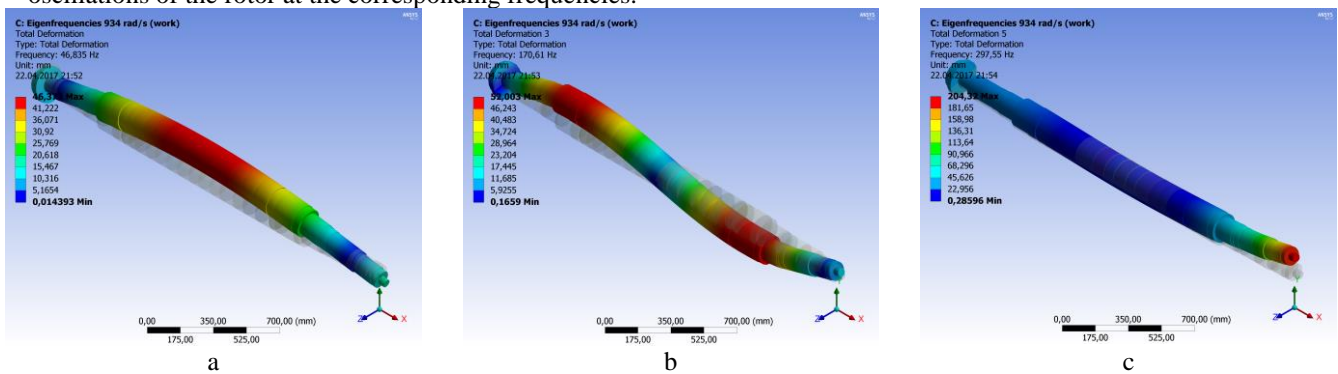 oscillations of the rotor at the corresponding frequencies.
C: Eigenfrequencies 934 rad/s (work)
Total Deformation
Type: Total Deformation
Frequency: 46,835 Hz
Unit: mm
22.04.2017 21:52
Max
41,222
36,071
30,92
25,769
20,618
15,467
10,316
5,1654
0,014393 Min
0,00 350,00 700,00 (mm)
175,00 525,00
Z X
a
C: Eigenfrequencies 934 rad/s (work)
Total Deformation 3
Type: Total Deformation
Frequency: 170,61 Hz
Unit: mm
22.04.2017 21:53
52,003 Max
46,243
40,483
34,724
28,964
23,204
17,445
11,685
5,9255
0,1659 Min
0,00 350,00 700,00 (mm)
175,00 525,00
Z X
b
C: Eigenfrequencies 934 rad/s (work)
Total Deformation 5
Type: Total Deformation
Frequency: 297,55 Hz
Unit: mm
22.04.2017 21:54
204,32 Max
181,65
158,98
136,31
113,64
90,966
68,296
45,626
22,956
0,28596 Min
0,00 350,00 700,00 (mm)
175,00 525,00
Z X
c